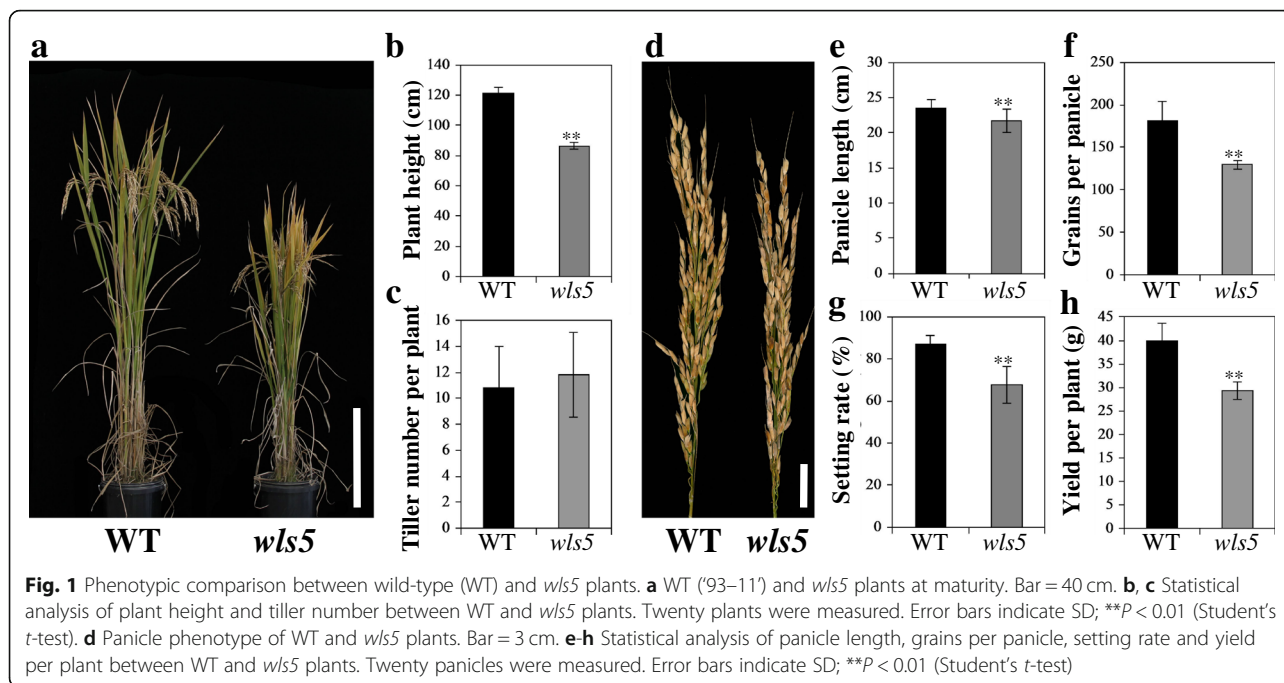 a
WT
wls5
b
Plant height (cm)
140
120
100
80
60
40
20
0
**
WT
wls5
c
Tiller number per plant
16
14
12
10
8
6
4
2
0
WT
wls5
d
WT
wls5
e
Panicle length (cm)
30
25
20
15
10
5
0
**
WT
wls5
f
Grains per panicle
250
200
150
100
50
0
**
WT
wls5
g
Setting rate (%)
100
80
60
40
20
0
**
WT
wls5
h
Yield per plant (g)
45
40
35
30
25
20
15
10
5
0
**
WT
wls5
Fig. 1 Phenotypic comparison between wild-type (WT) and wls5 plants. a WT (‘93–11’) and wls5 plants at maturity. Bar = 40 cm. b, c Statistical
analysis of plant height and tiller number between WT and wls5 plants. Twenty plants were measured. Error bars indicate SD; **P < 0.01 (Student’s
t-test). d Panicle phenotype of WT and wls5 plants. Bar = 3 cm. e-h Statistical analysis of panicle length, grains per panicle, setting rate and yield
per plant between WT and wls5 plants. Twenty panicles were measured. Error bars indicate SD; **P < 0.01 (Student’s t-test)